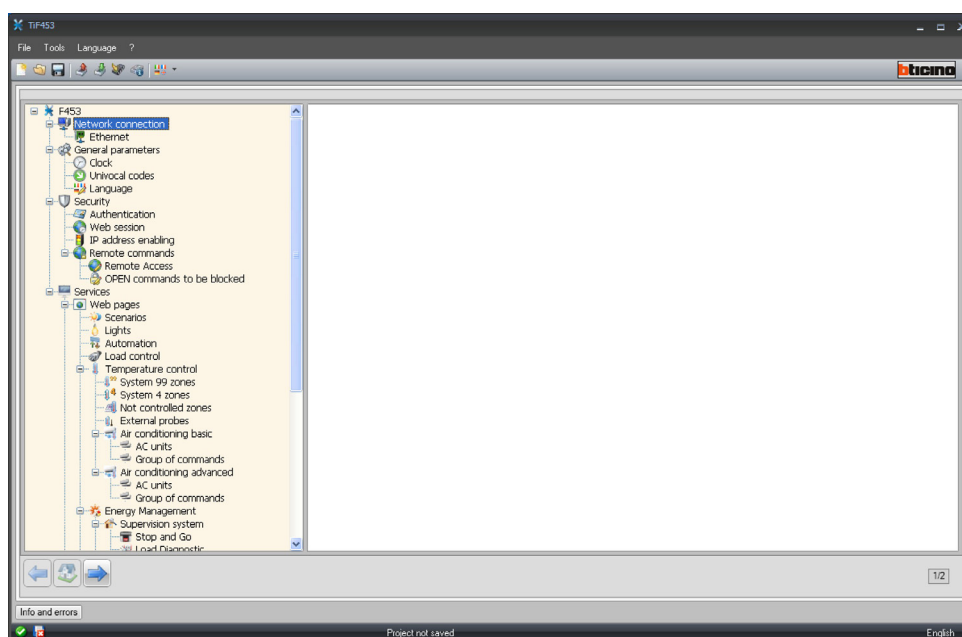 TiF453
File Tools Language ?
bticino
F453
Network connection
Ethernet
General parameters
Clock
Univocal codes
Language
Security
Authentication
Web session
IP address enabling
Remote commands
Remote Access
OPEN commands to be blocked
Services
Web pages
Scenarios
Lights
Automation
Load control
Temperature control
System 99 zones
System 4 zones
Not controlled zones
External probes
Air conditioning basic
AC units
Group of commands
Air conditioning advanced
AC units
Group of commands
Energy Management
Supervision system
Stop and Go
Load Diagnostic
1/2
Info and errors
Project not saved English